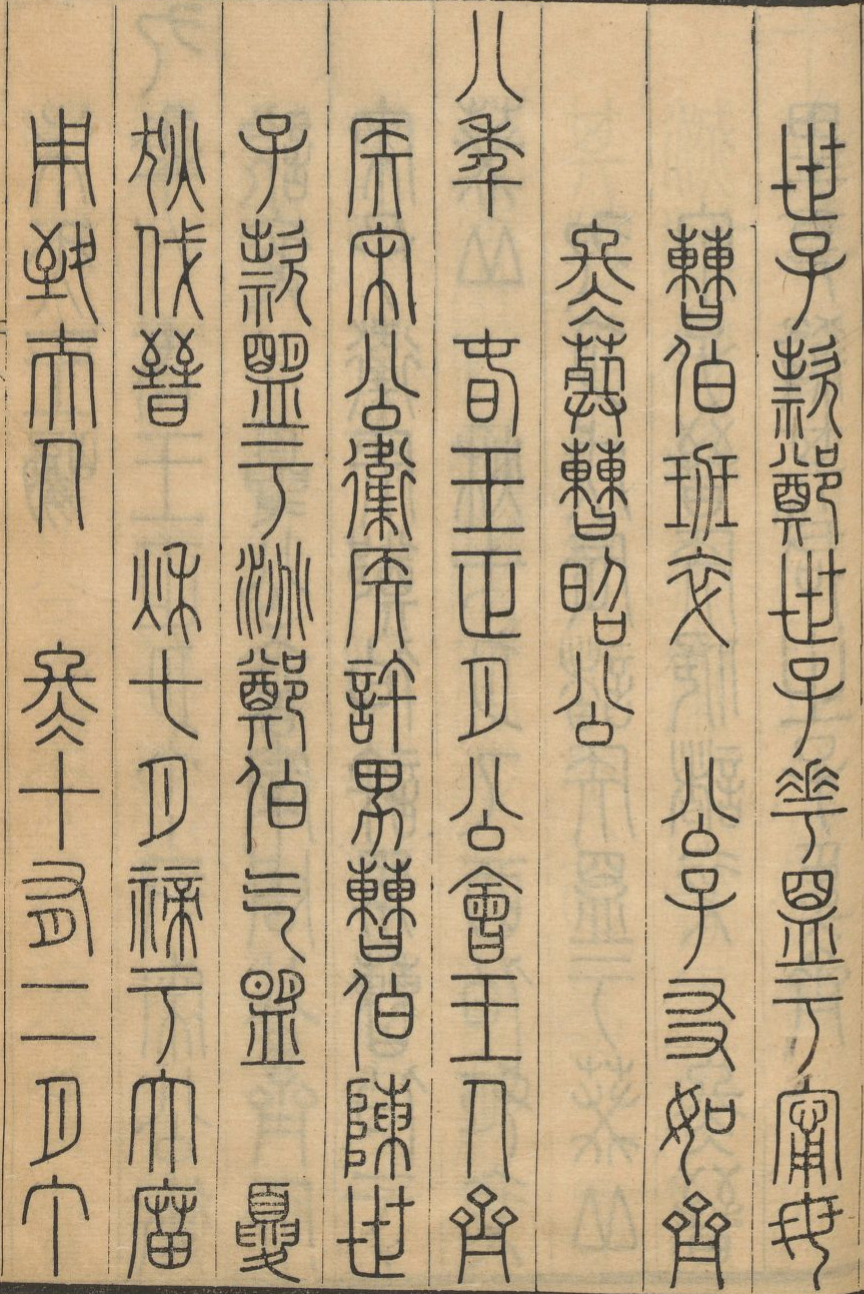 世子款鄭世子華盟于甯母
曹伯班卒 公子友如齊
冬葬曹昭公
八年 春王正月公會王人齊
侯宋公衛侯許男曹伯陳世
子款盟于洮鄭伯乞盟 夏
狄伐晉 秋七月禘于大廟
用致夫人 冬十有二月丁